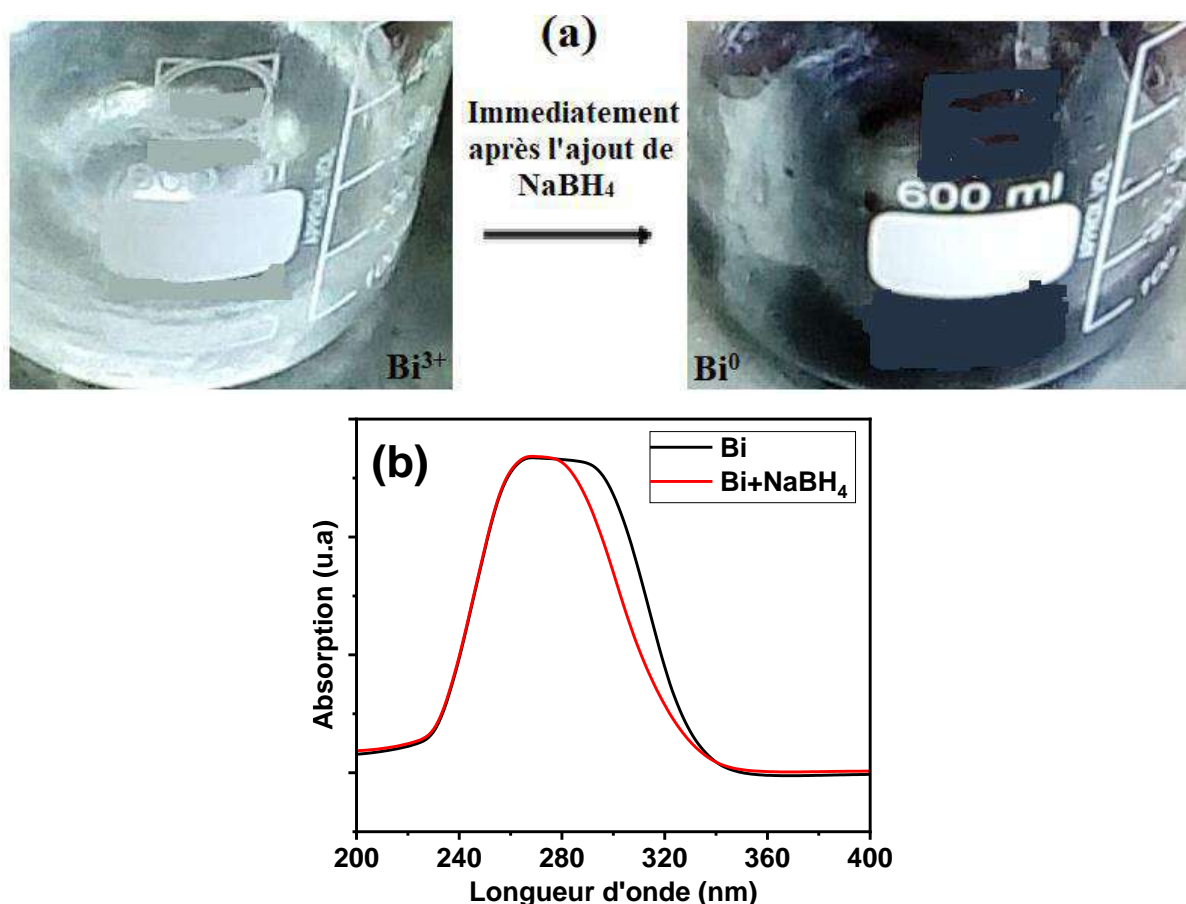 (a)
Immediatement
après l'ajout de
NaBH₄
600 ml
Bi³⁺
Bi⁰
(b)
Bi
Bi+NaBH₄
Absorption (u.a)
200 240 280 320 360 400
Longueur d'onde (nm)